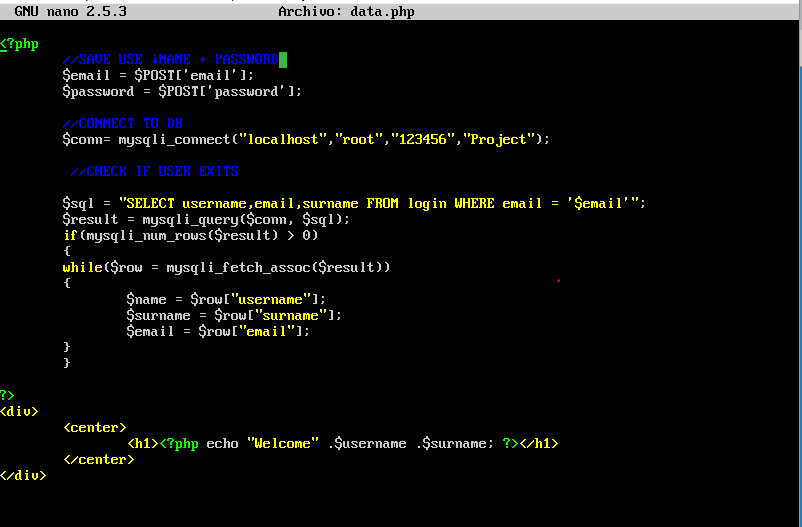 GNU nano 2.5.3 Archivo: data.php
<?php
//SAVE USE ¡NAME + PASSWORD
$email = $POST['email'];
$password = $POST['password'];
//CONNECT TO DB
$conn= mysqli_connect("localhost","root","123456","Project");
//CHECK IF USER EXITS
$sql = "SELECT username,email,surname FROM login WHERE email = '$email'";
$result = mysqli_query($conn, $sql);
if(mysqli_num_rows($result) > 0)
{
while($row = mysqli_fetch_assoc($result))
{
$name = $row["username"];
$surname = $row["surname"];
$email = $row["email"];
}
}
?>
<div>
<center>
<h1><?php echo "Welcome" .$username .$surname; ?></h1>
</center>
</div>